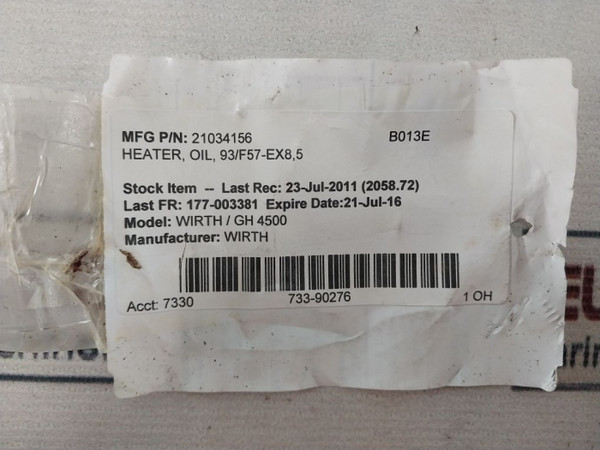 MFG P/N: 21034156 B013E
HEATER, OIL, 93/F57-EX8,5
Stock Item -- Last Rec: 23-Jul-2011 (2058.72)
Last FR: 177-003381 Expire Date:21-Jul-16
Model: WIRTH / GH 4500
Manufacturer: WIRTH
Acct: 7330 733-90276 1 OH